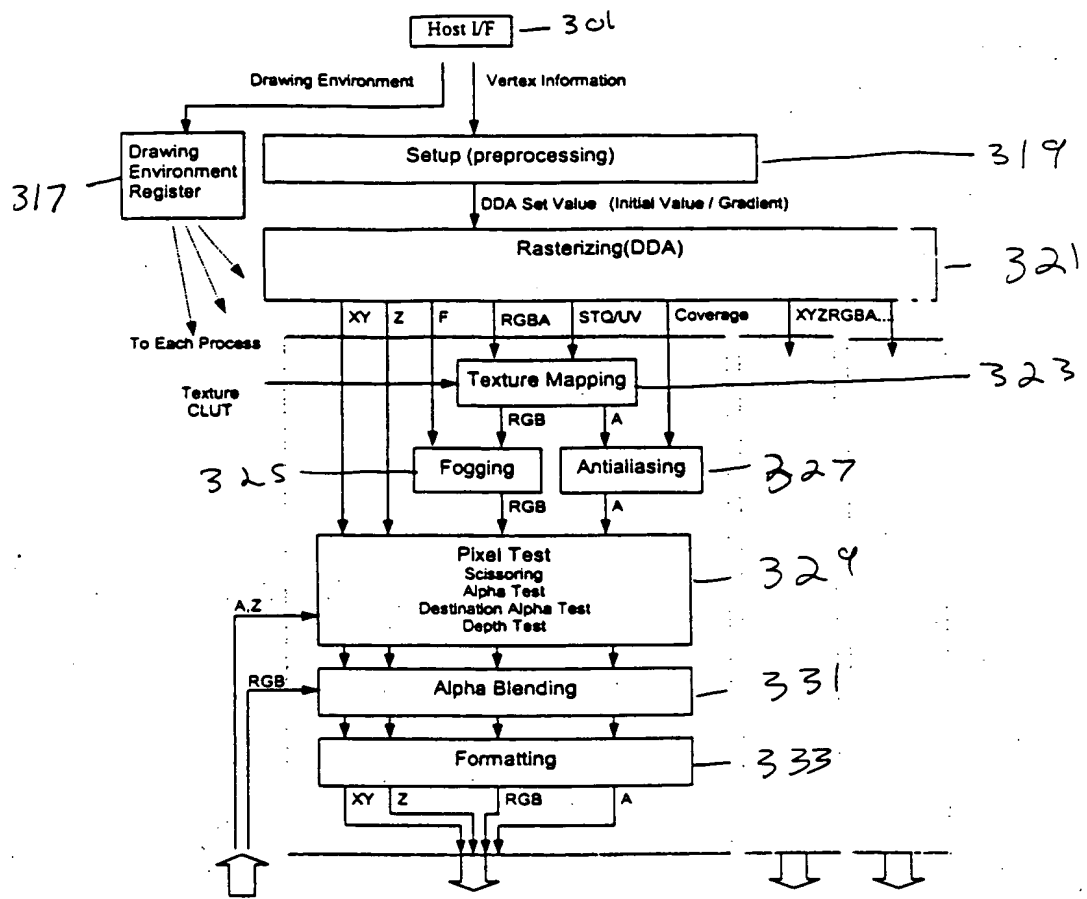 Host I/F
301
Drawing Environment
Vertex Information
Drawing
Environment
Register
317
Setup (preprocessing)
319
DDA Set Value (Initial Value / Gradient)
Rasterizing(DDA)
321
XY
Z
F
RGBA
STQ/UV
Coverage
XYZRGBA...
To Each Process
Texture
CLUT
Texture Mapping
323
RGB
A
325
Fogging
Antialiasing
327
RGB
A
Pixel Test
Scissoring
Alpha Test
Destination Alpha Test
Depth Test
329
A,Z
RGB
Alpha Blending
331
Formatting
333
XY
Z
RGB
A